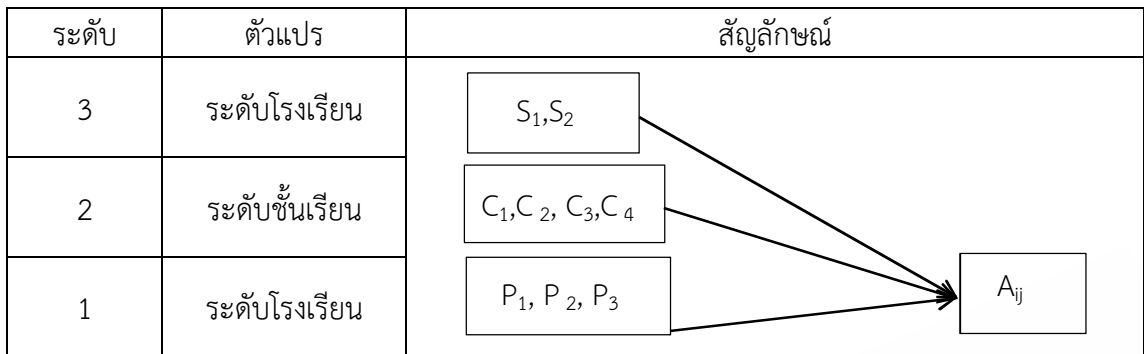 ระดับ ตัวแปร สัญลักษณ์
3 ระดับโรงเรียน S₁,S₂
2 ระดับชั้นเรียน C₁,C ₂, C₃,C ₄
1 ระดับโรงเรียน P₁, P ₂, P₃ Aᵢⱼ